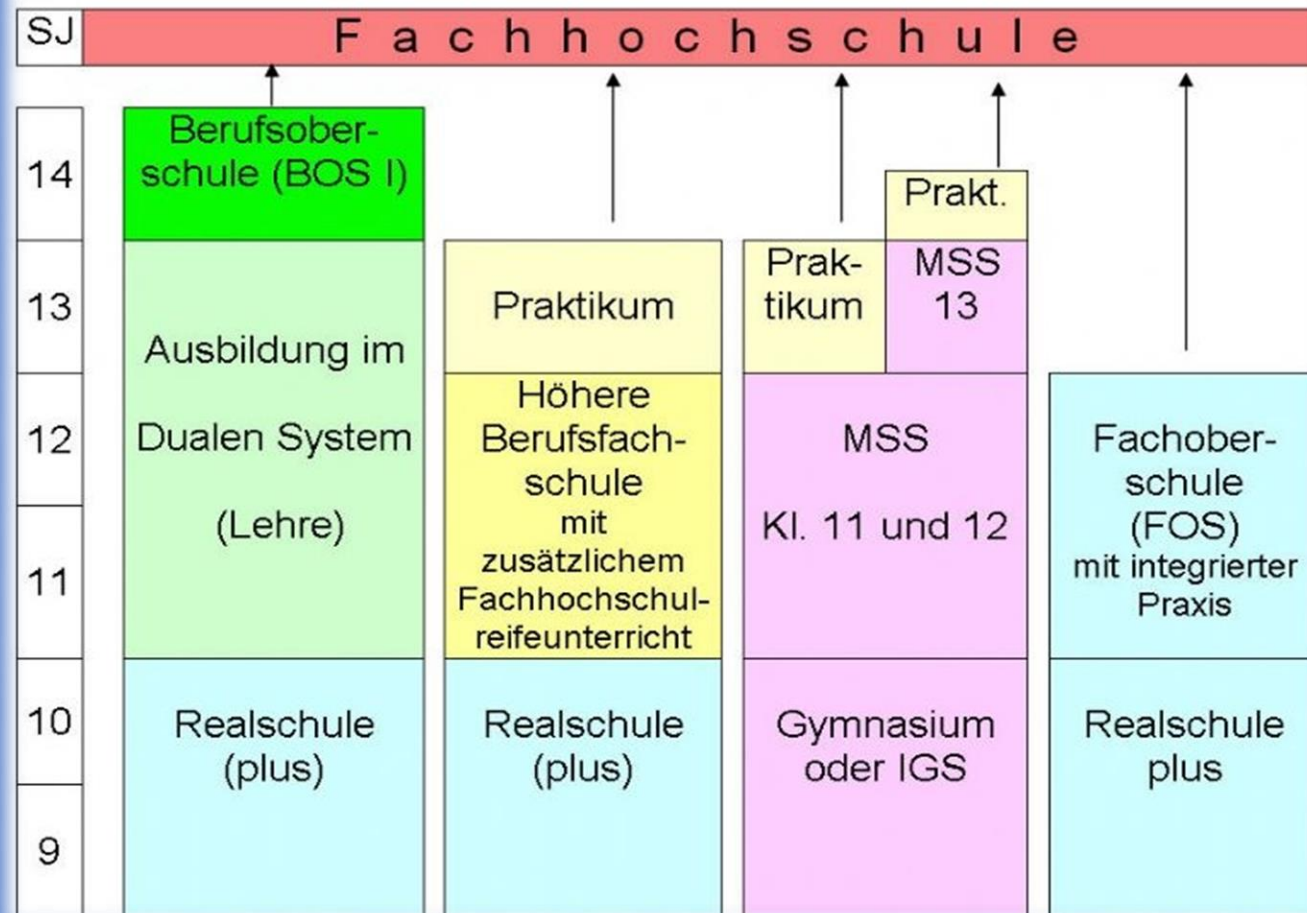 SJ
Fachhochschule
14
13
12
11
10
9
Berufsober-
schule (BOS I)
Ausbildung im
Dualen System
(Lehre)
Realschule
(plus)
Praktikum
Höhere
Berufsfach-
schule
mit
zusätzlichem
Fachhochschul-
reifeunterricht
Realschule
(plus)
Prak-
tikum
Prakt.
MSS
13
MSS
Kl. 11 und 12
Gymnasium
oder IGS
Fachober-
schule
(FOS)
mit integrierter
Praxis
Realschule
plus